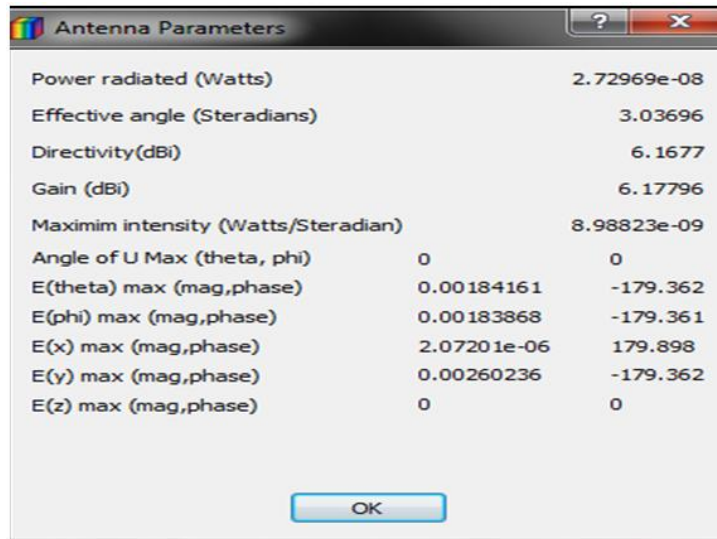 Antenna Parameters ? X
Power radiated (Watts) 2.72969e-08
Effective angle (Steradians) 3.03696
Directivity(dBi) 6.1677
Gain (dBi) 6.17796
Maximim intensity (Watts/Steradian) 8.98823e-09
Angle of U Max (theta, phi) 0 0
E(theta) max (mag,phase) 0.00184161 -179.362
E(phi) max (mag,phase) 0.00183868 -179.361
E(x) max (mag,phase) 2.07201e-06 179.898
E(y) max (mag,phase) 0.00260236 -179.362
E(z) max (mag,phase) 0 0
OK